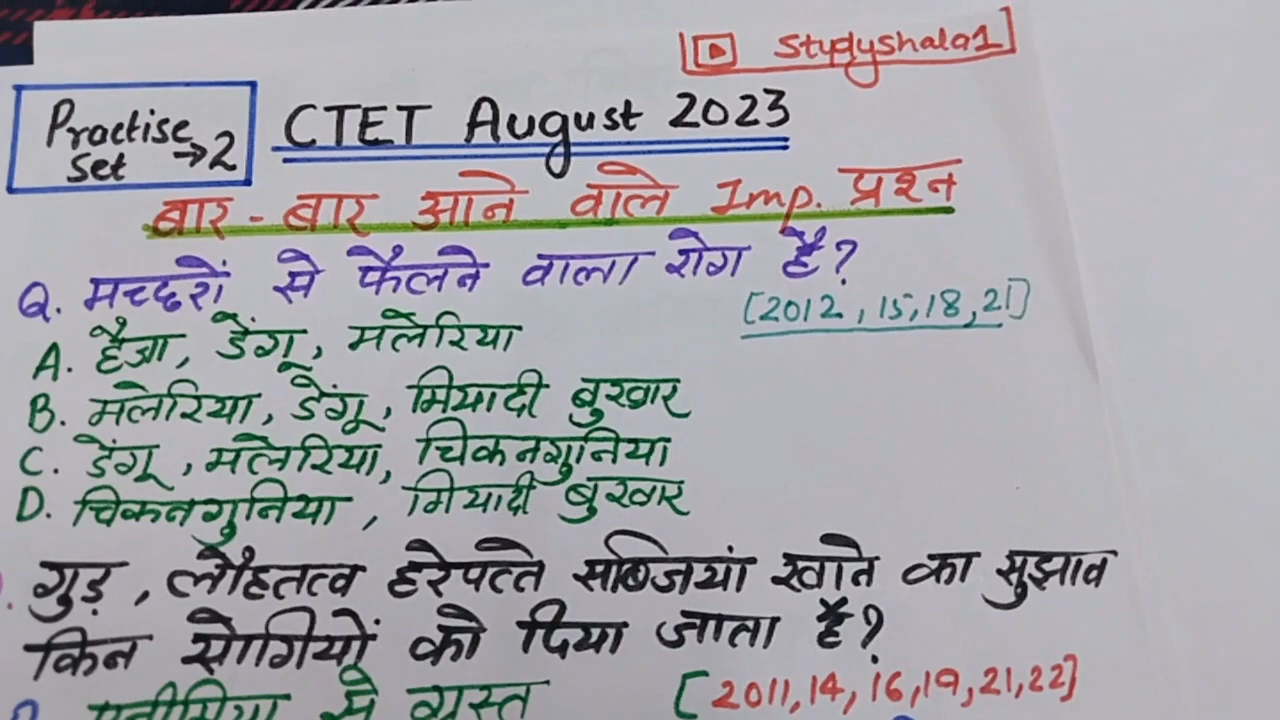 Studyshala1
Practise Set → 2
CTET August 2023
बार-बार आने वाले Imp. प्रश्न
Q. मच्छरों से फैलने वाला रोग है?
[2012, 15, 18, 21]
A. हैजा, डेंगू, मलेरिया
B. मलेरिया, डेंगू, मियादी बुखार
C. डेंगू, मलेरिया, चिकनगुनिया
D. चिकनगुनिया, मियादी बुखार
गुड़, लौहतत्व हरेपत्ते सब्जियां खाने का सुझाव
किन रोगियों को दिया जाता है?
[2011, 14, 16, 19, 21, 22]
से ग्रस्त